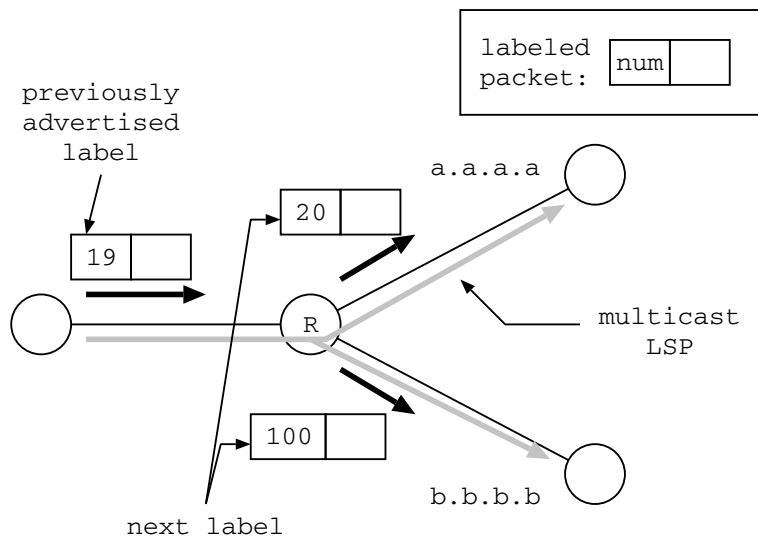 labeled
packet:
num
previously
advertised
label
a.a.a.a
20
19
R
multicast
LSP
100
b.b.b.b
next label